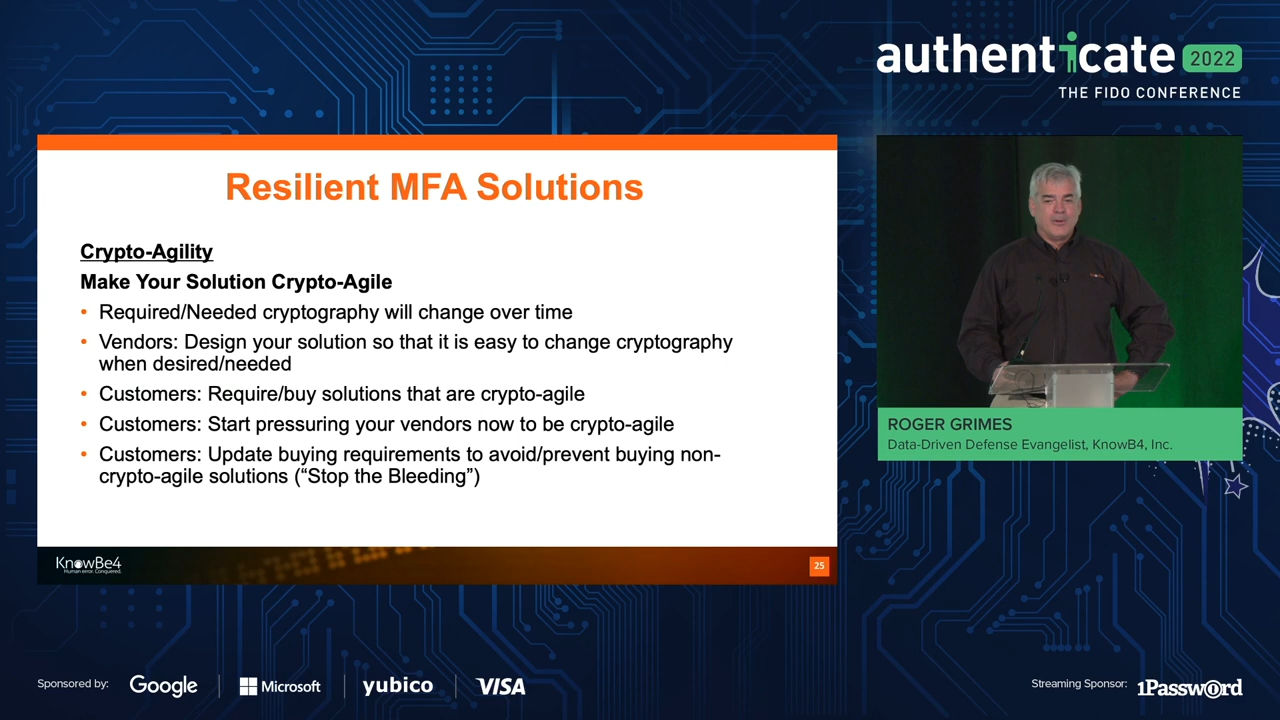 authenticate 2022
THE FIDO CONFERENCE
Resilient MFA Solutions
Crypto-Agility
Make Your Solution Crypto-Agile
• Required/Needed cryptography will change over time
• Vendors: Design your solution so that it is easy to change cryptography
when desired/needed
• Customers: Require/buy solutions that are crypto-agile
• Customers: Start pressuring your vendors now to be crypto-agile
• Customers: Update buying requirements to avoid/prevent buying non-
crypto-agile solutions (“Stop the Bleeding”)
KnowBe4
Human error. Conquered.
25
ROGER GRIMES
Data-Driven Defense Evangelist, KnowB4, Inc.
Sponsored by:
Google
Microsoft
yubico
VISA
Streaming Sponsor:
1Password